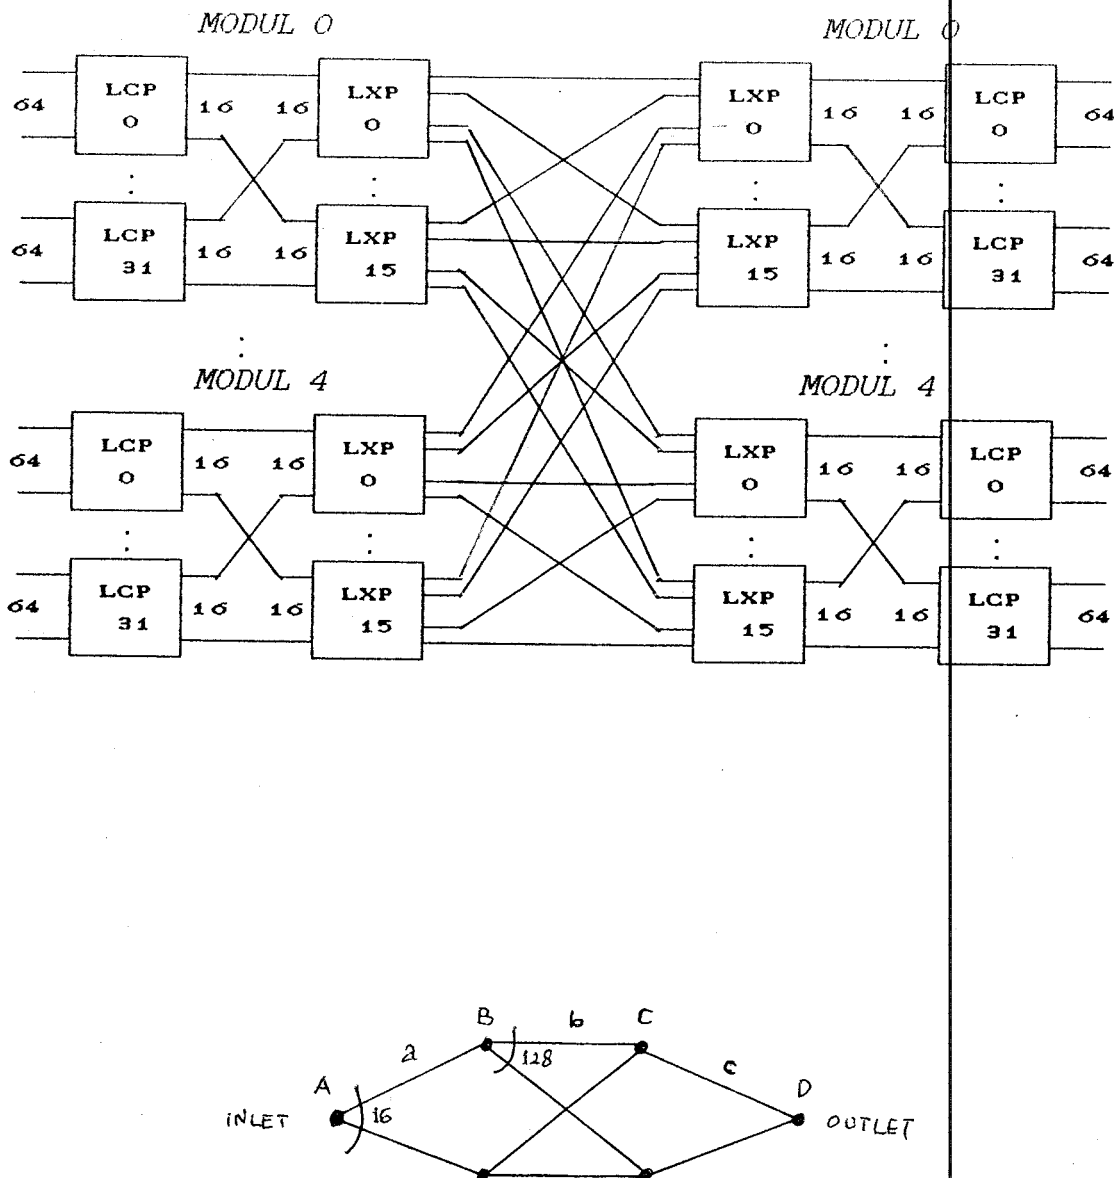 MODUL 0 MODUL 0
LCP LXP LXP LCP
64 0 16 16 0 0 16 16 0 64
LCP LXP LXP LCP
64 31 16 16 15 15 16 16 31 64
MODUL 4 MODUL 4
LCP LXP LXP LCP
64 0 16 16 0 0 16 16 0 64
LCP LXP LXP LCP
64 31 16 16 15 15 16 16 31 64
B b C
a 128 c
A D
INLET 16 OUTLET